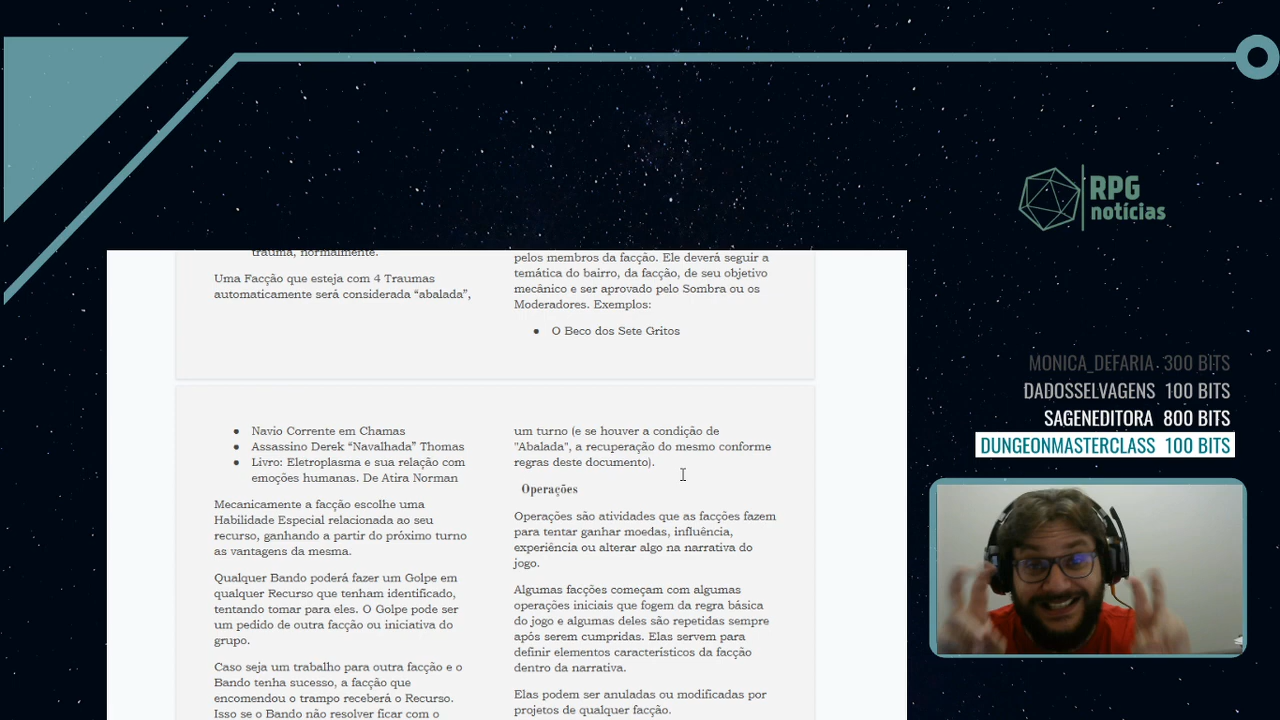 RPG
notícias
trauma, normalmente.
Uma Facção que esteja com 4 Traumas
automaticamente será considerada “abalada”,
pelos membros da facção. Ele deverá seguir a
temática do bairro, da facção, de seu objetivo
mecânico e ser aprovado pelo Sombra ou os
Moderadores. Exemplos:
● O Beco dos Sete Gritos
● Navio Corrente em Chamas
● Assassino Derek “Navalhada” Thomas
● Livro: Eletroplasma e sua relação com
emoções humanas. De Atira Norman
Mecanicamente a facção escolhe uma
Habilidade Especial relacionada ao seu
recurso, ganhando a partir do próximo turno
as vantagens da mesma.
Qualquer Bando poderá fazer um Golpe em
qualquer Recurso que tenham identificado,
tentando tomar para eles. O Golpe pode ser
um pedido de outra facção ou iniciativa do
grupo.
Caso seja um trabalho para outra facção e o
Bando tenha sucesso, a facção que
encomendou o trampo receberá o Recurso.
Isso se o Bando não resolver ficar com o
um turno (e se houver a condição de
"Abalada", a recuperação do mesmo conforme
regras deste documento).
Operações
Operações são atividades que as facções fazem
para tentar ganhar moedas, influência,
experiência ou alterar algo na narrativa do
jogo.
Algumas facções começam com algumas
operações iniciais que fogem da regra básica
do jogo e algumas deles são repetidas sempre
após serem cumpridas. Elas servem para
definir elementos característicos da facção
dentro da narrativa.
Elas podem ser anuladas ou modificadas por
projetos de qualquer facção.
MONICA_DEFARIA 300 BITS
DADOSSELVAGENS 100 BITS
SAGENEDITORA 800 BITS
DUNGEONMASTERCLASS 100 BITS